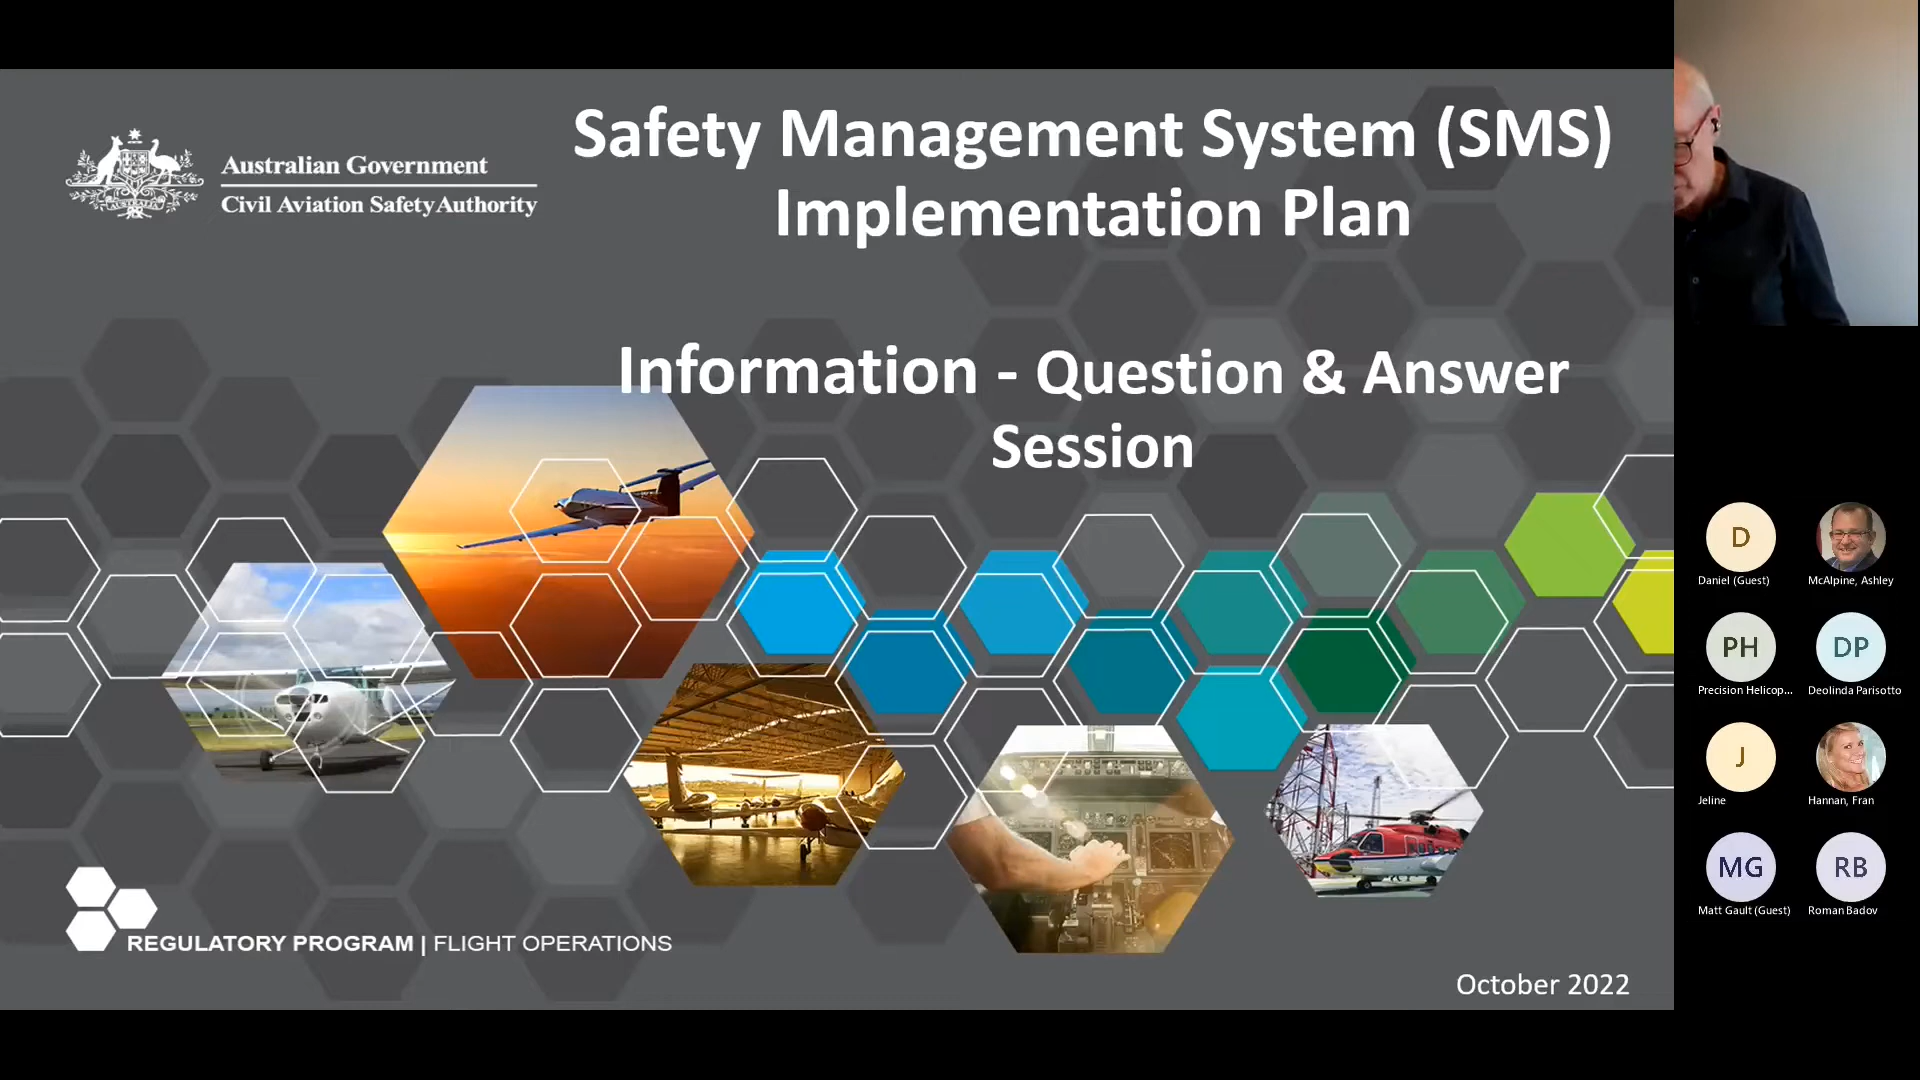 Safety Management System (SMS)
Implementation Plan
Australian Government
Civil Aviation Safety Authority
Information - Question & Answer
Session
REGULATORY PROGRAM | FLIGHT OPERATIONS
October 2022
D
Daniel (Guest)
McAlpine, Ashley
PH
DP
Precision Helicop...
Deolinda Parisotto
J
Jeline
Hannan, Fran
MG
RB
Matt Gault (Guest)
Roman Badov